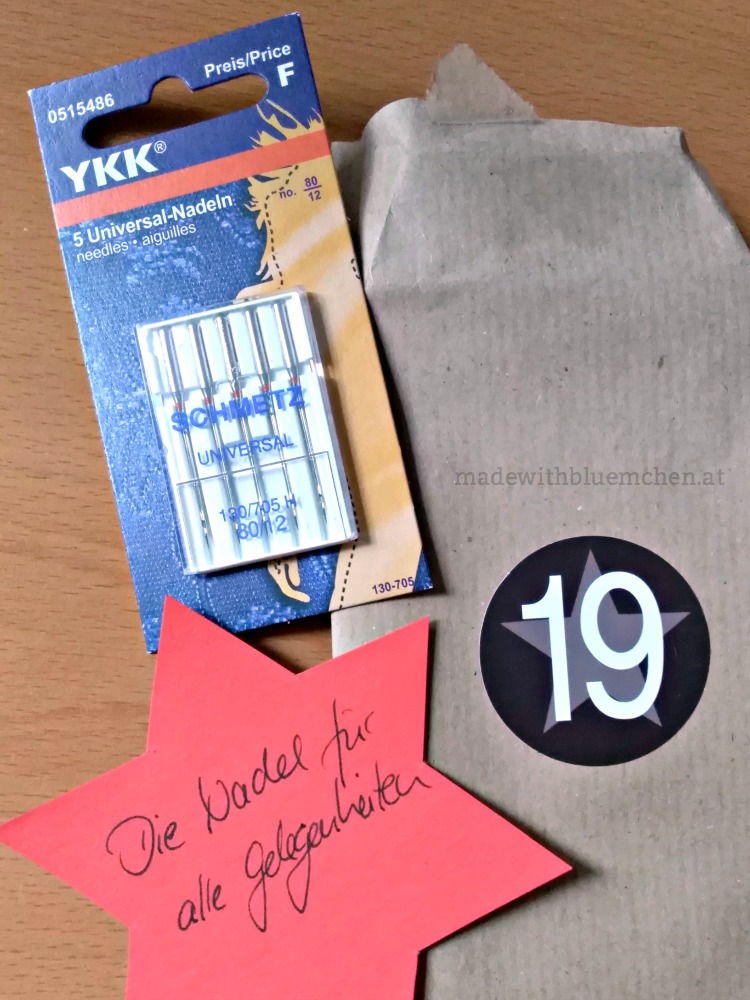 0515486
Preis/Price
F
YKK®
no. 80/12
5 Universal-Nadeln
needles • aiguilles
SCHMETZ
UNIVERSAL
130/705 H
80/12
130-705
madewithbluemchen.at
19
Die Nadel für
alle Gelegenheiten